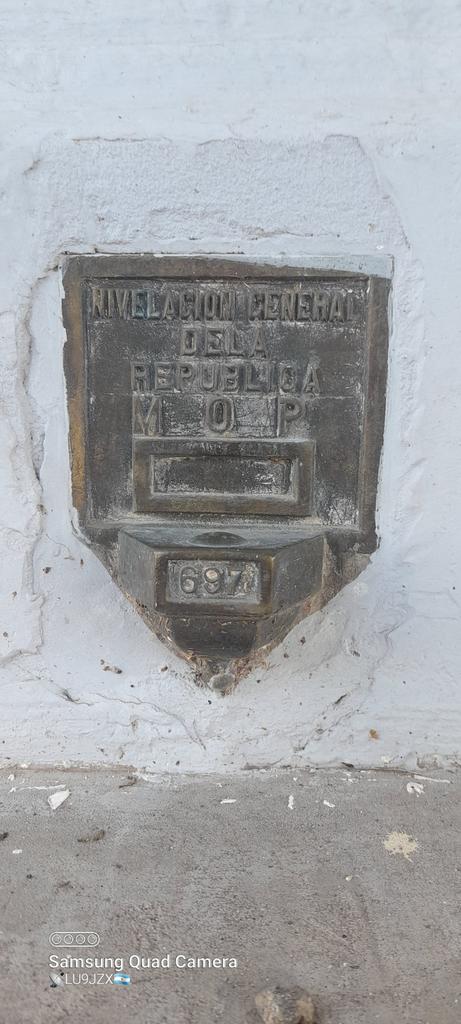 NIVELACION GENERAL
DE LA
REPUBLICA
M O P
697
Samsung Quad Camera
LU9JZX🇦🇷